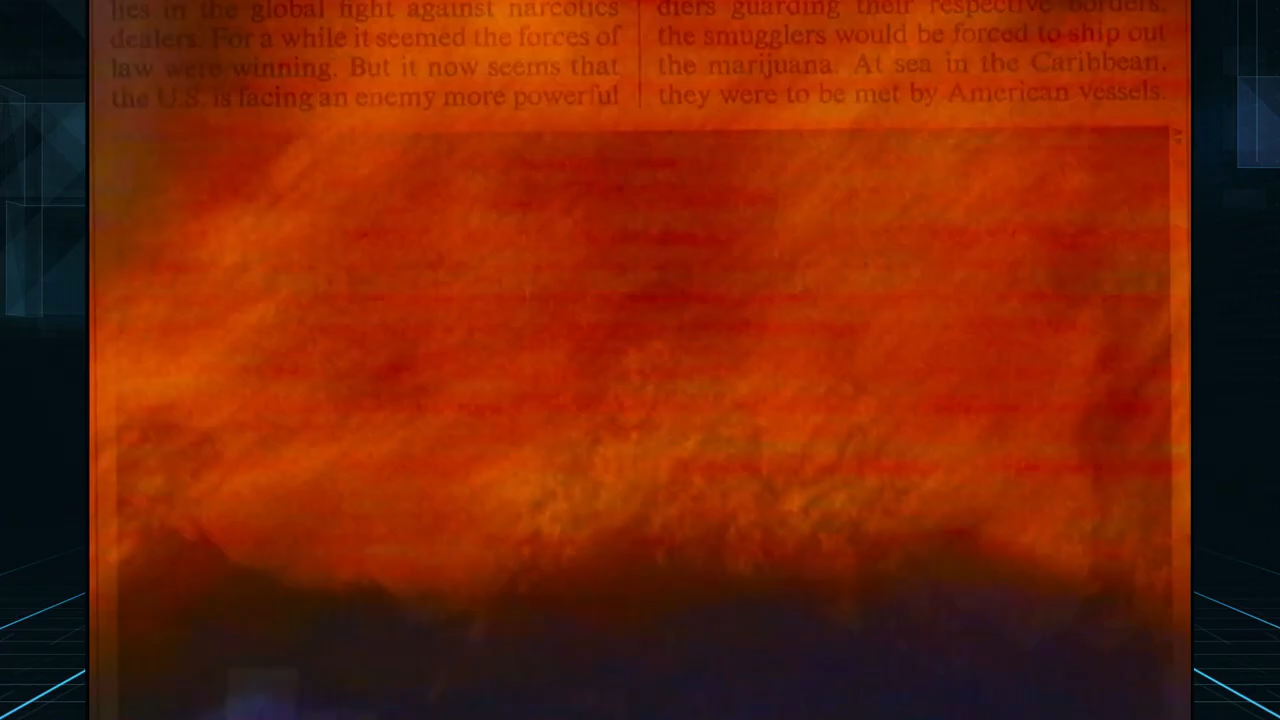 lies in the global fight against narcotics
dealers. For a while it seemed the forces of
law were winning. But it now seems that
the U.S. is facing an enemy more powerful
diers guarding their respective borders,
the smugglers would be forced to ship out
the marijuana. At sea in the Caribbean,
they were to be met by American vessels.